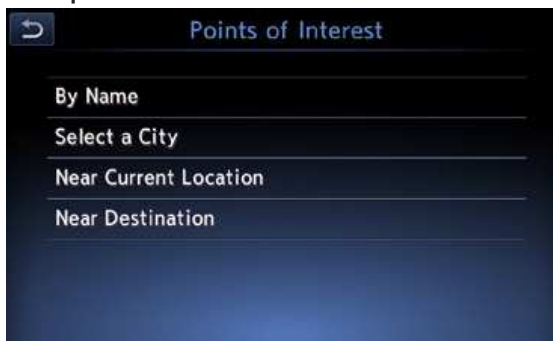 Points of Interest
By Name
Select a City
Near Current Location
Near Destination